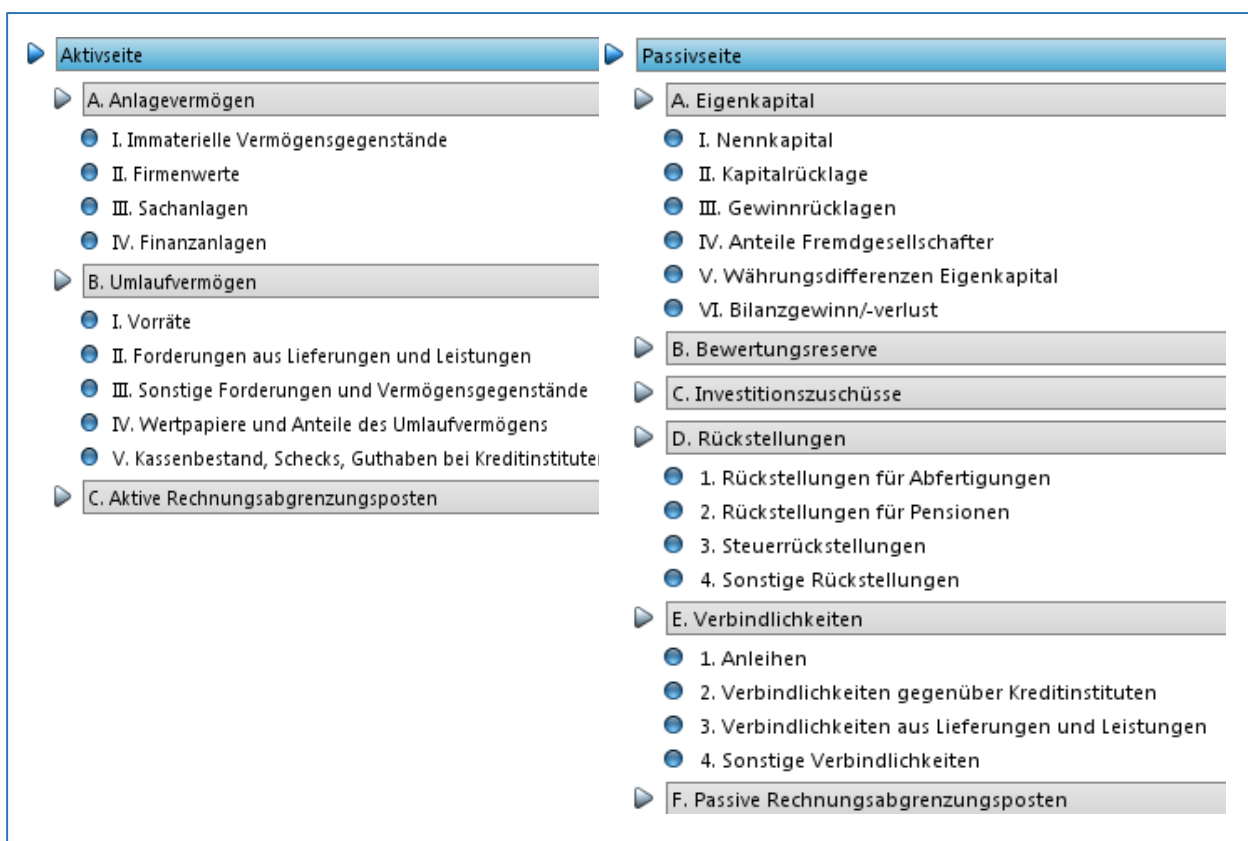 Aktivseite
A. Anlagevermögen
I. Immaterielle Vermögensgegenstände
II. Firmenwerte
III. Sachanlagen
IV. Finanzanlagen
B. Umlaufvermögen
I. Vorräte
II. Forderungen aus Lieferungen und Leistungen
III. Sonstige Forderungen und Vermögensgegenstände
IV. Wertpapiere und Anteile des Umlaufvermögens
V. Kassenbestand, Schecks, Guthaben bei Kreditinstitute
C. Aktive Rechnungsabgrenzungsposten
Passivseite
A. Eigenkapital
I. Nennkapital
II. Kapitalrücklage
III. Gewinnrücklagen
IV. Anteile Fremdgesellschafter
V. Währungsdifferenzen Eigenkapital
VI. Bilanzgewinn/-verlust
B. Bewertungsreserve
C. Investitionszuschüsse
D. Rückstellungen
1. Rückstellungen für Abfertigungen
2. Rückstellungen für Pensionen
3. Steuerrückstellungen
4. Sonstige Rückstellungen
E. Verbindlichkeiten
1. Anleihen
2. Verbindlichkeiten gegenüber Kreditinstituten
3. Verbindlichkeiten aus Lieferungen und Leistungen
4. Sonstige Verbindlichkeiten
F. Passive Rechnungsabgrenzungsposten